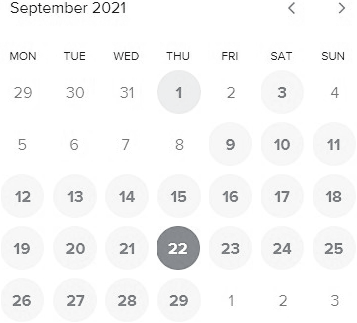 September 2021
MON TUE WED THU FRI SAT SUN
29 30 31 1 2 3 4
5 6 7 8 9 10 11
12 13 14 15 16 17 18
19 20 21 22 23 24 25
26 27 28 29 1 2 3